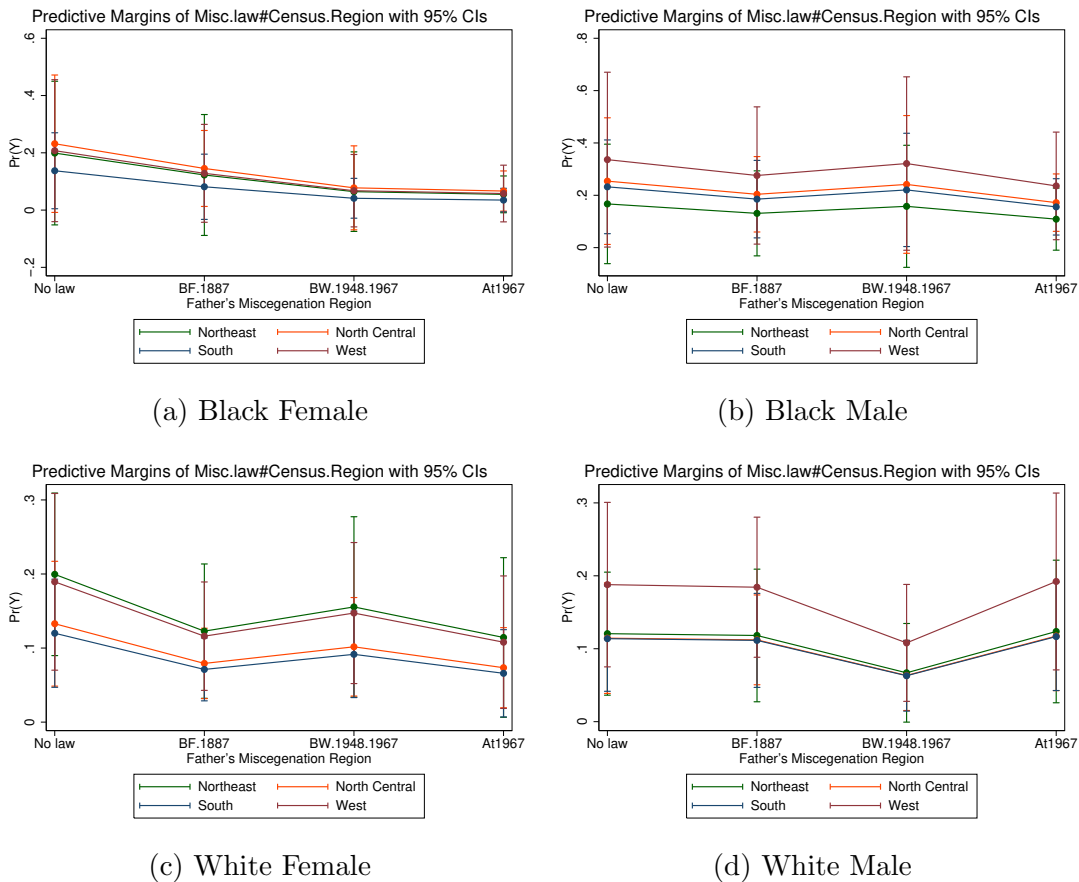 Predictive Margins of Misc.law#Census.Region with 95% CIs
Pr(Y)
.6
.4
.2
0
-.2
No law BF.1887 BW.1948.1967 At1967
Father's Miscegenation Region
Northeast North Central
South West
(a) Black Female
Predictive Margins of Misc.law#Census.Region with 95% CIs
Pr(Y)
.8
.6
.4
.2
0
No law BF.1887 BW.1948.1967 At1967
Father's Miscegenation Region
Northeast North Central
South West
(b) Black Male
Predictive Margins of Misc.law#Census.Region with 95% CIs
Pr(Y)
.3
.2
.1
0
No law BF.1887 BW.1948.1967 At1967
Father's Miscegenation Region
Northeast North Central
South West
(c) White Female
Predictive Margins of Misc.law#Census.Region with 95% CIs
Pr(Y)
.3
.2
.1
0
No law BF.1887 BW.1948.1967 At1967
Father's Miscegenation Region
Northeast North Central
South West
(d) White Male